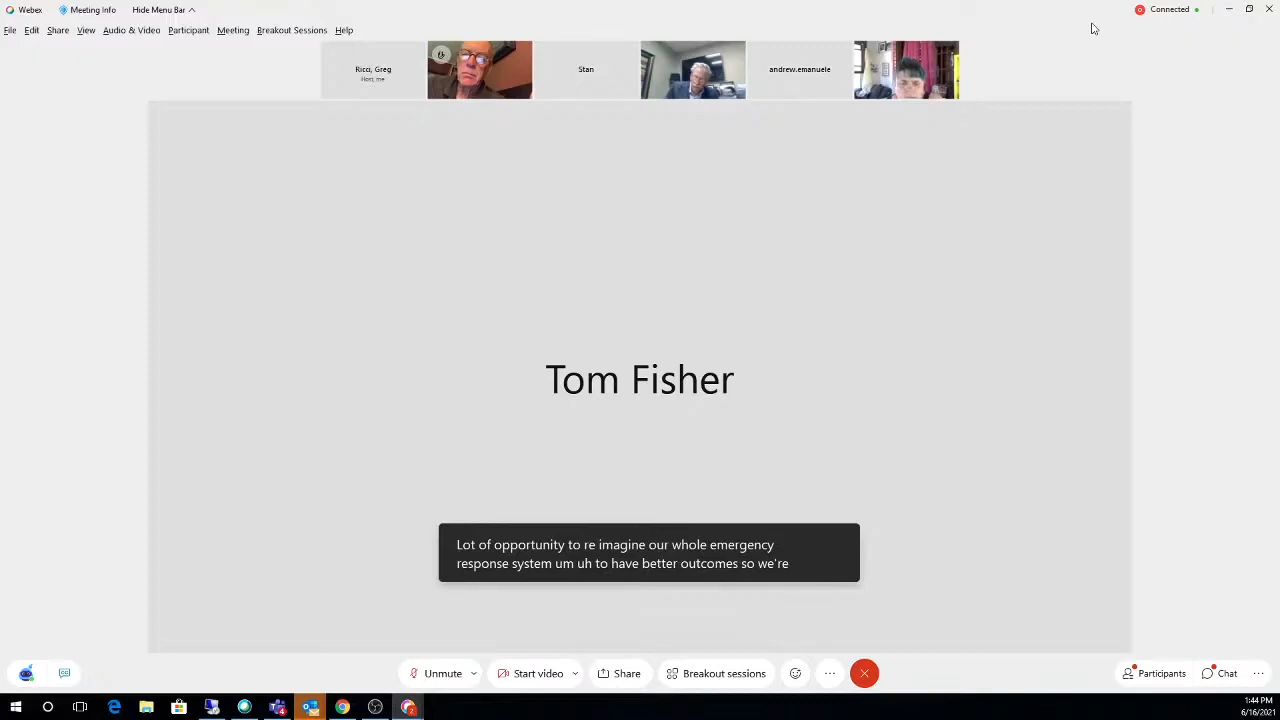 Webex Meeting Info Hide Menu Bar Connected
File Edit Share View Audio & Video Participant Meeting Breakout Sessions Help
Ricci, Greg Stan andrew.emanuele
Host, me
Tom Fisher
Lot of opportunity to re imagine our whole emergency
response system um uh to have better outcomes so we're
Unmute Start video Share Breakout sessions Participants Chat
1:44 PM
6/16/2021